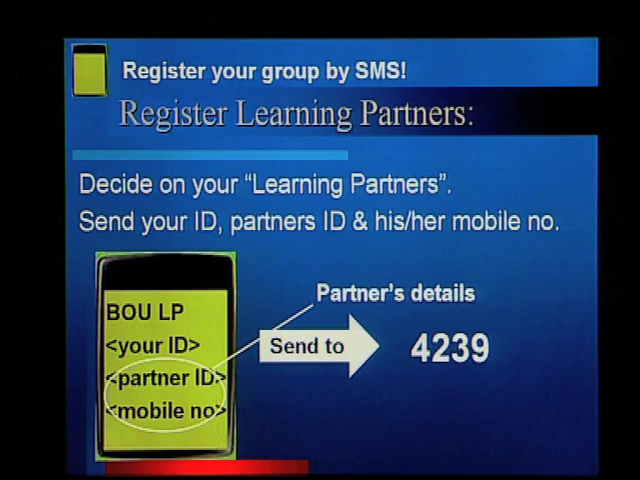 Register your group by SMS!
Register Learning Partners:
Decide on your “Learning Partners”.
Send your ID, partners ID & his/her mobile no.
Partner’s details
BOU LP
<your ID>
<partner ID>
<mobile no>
Send to
4239